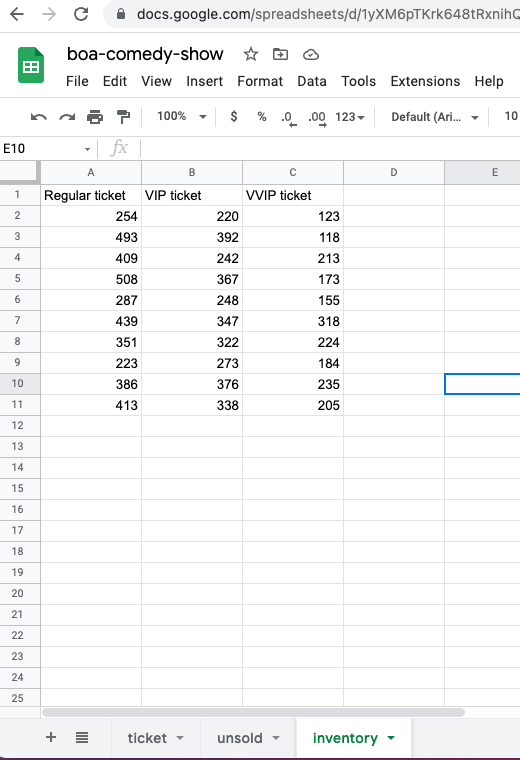 docs.google.com/spreadsheets/d/1yXM6pTKrk648tRxnihQ
boa-comedy-show
File Edit View Insert Format Data Tools Extensions Help
100% $ % .0 .00 123 Default (Ari... 10
E10 fx
A B C D E
1 Regular ticket VIP ticket VVIP ticket
2 254 220 123
3 493 392 118
4 409 242 213
5 508 367 173
6 287 248 155
7 439 347 318
8 351 322 224
9 223 273 184
10 386 376 235
11 413 338 205
12
13
14
15
16
17
18
19
20
21
22
23
24
25
+ ticket unsold inventory